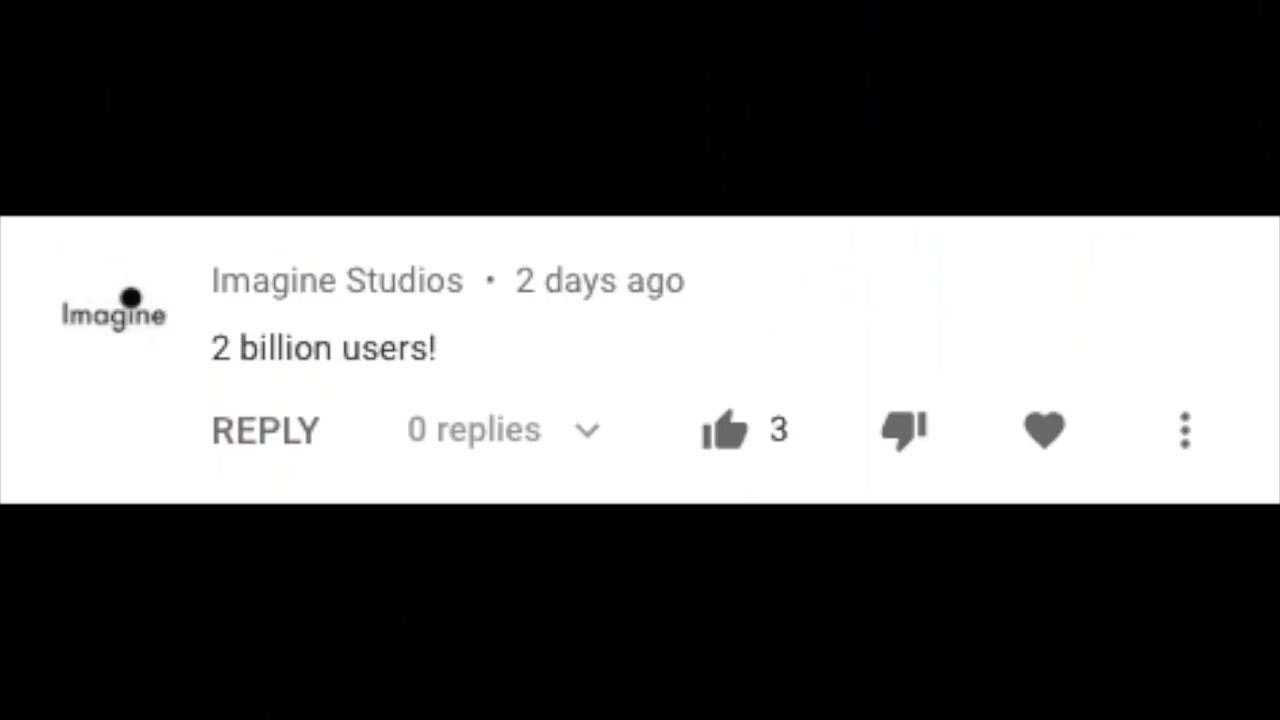 Imagine
Imagine Studios • 2 days ago
2 billion users!
REPLY 0 replies 3